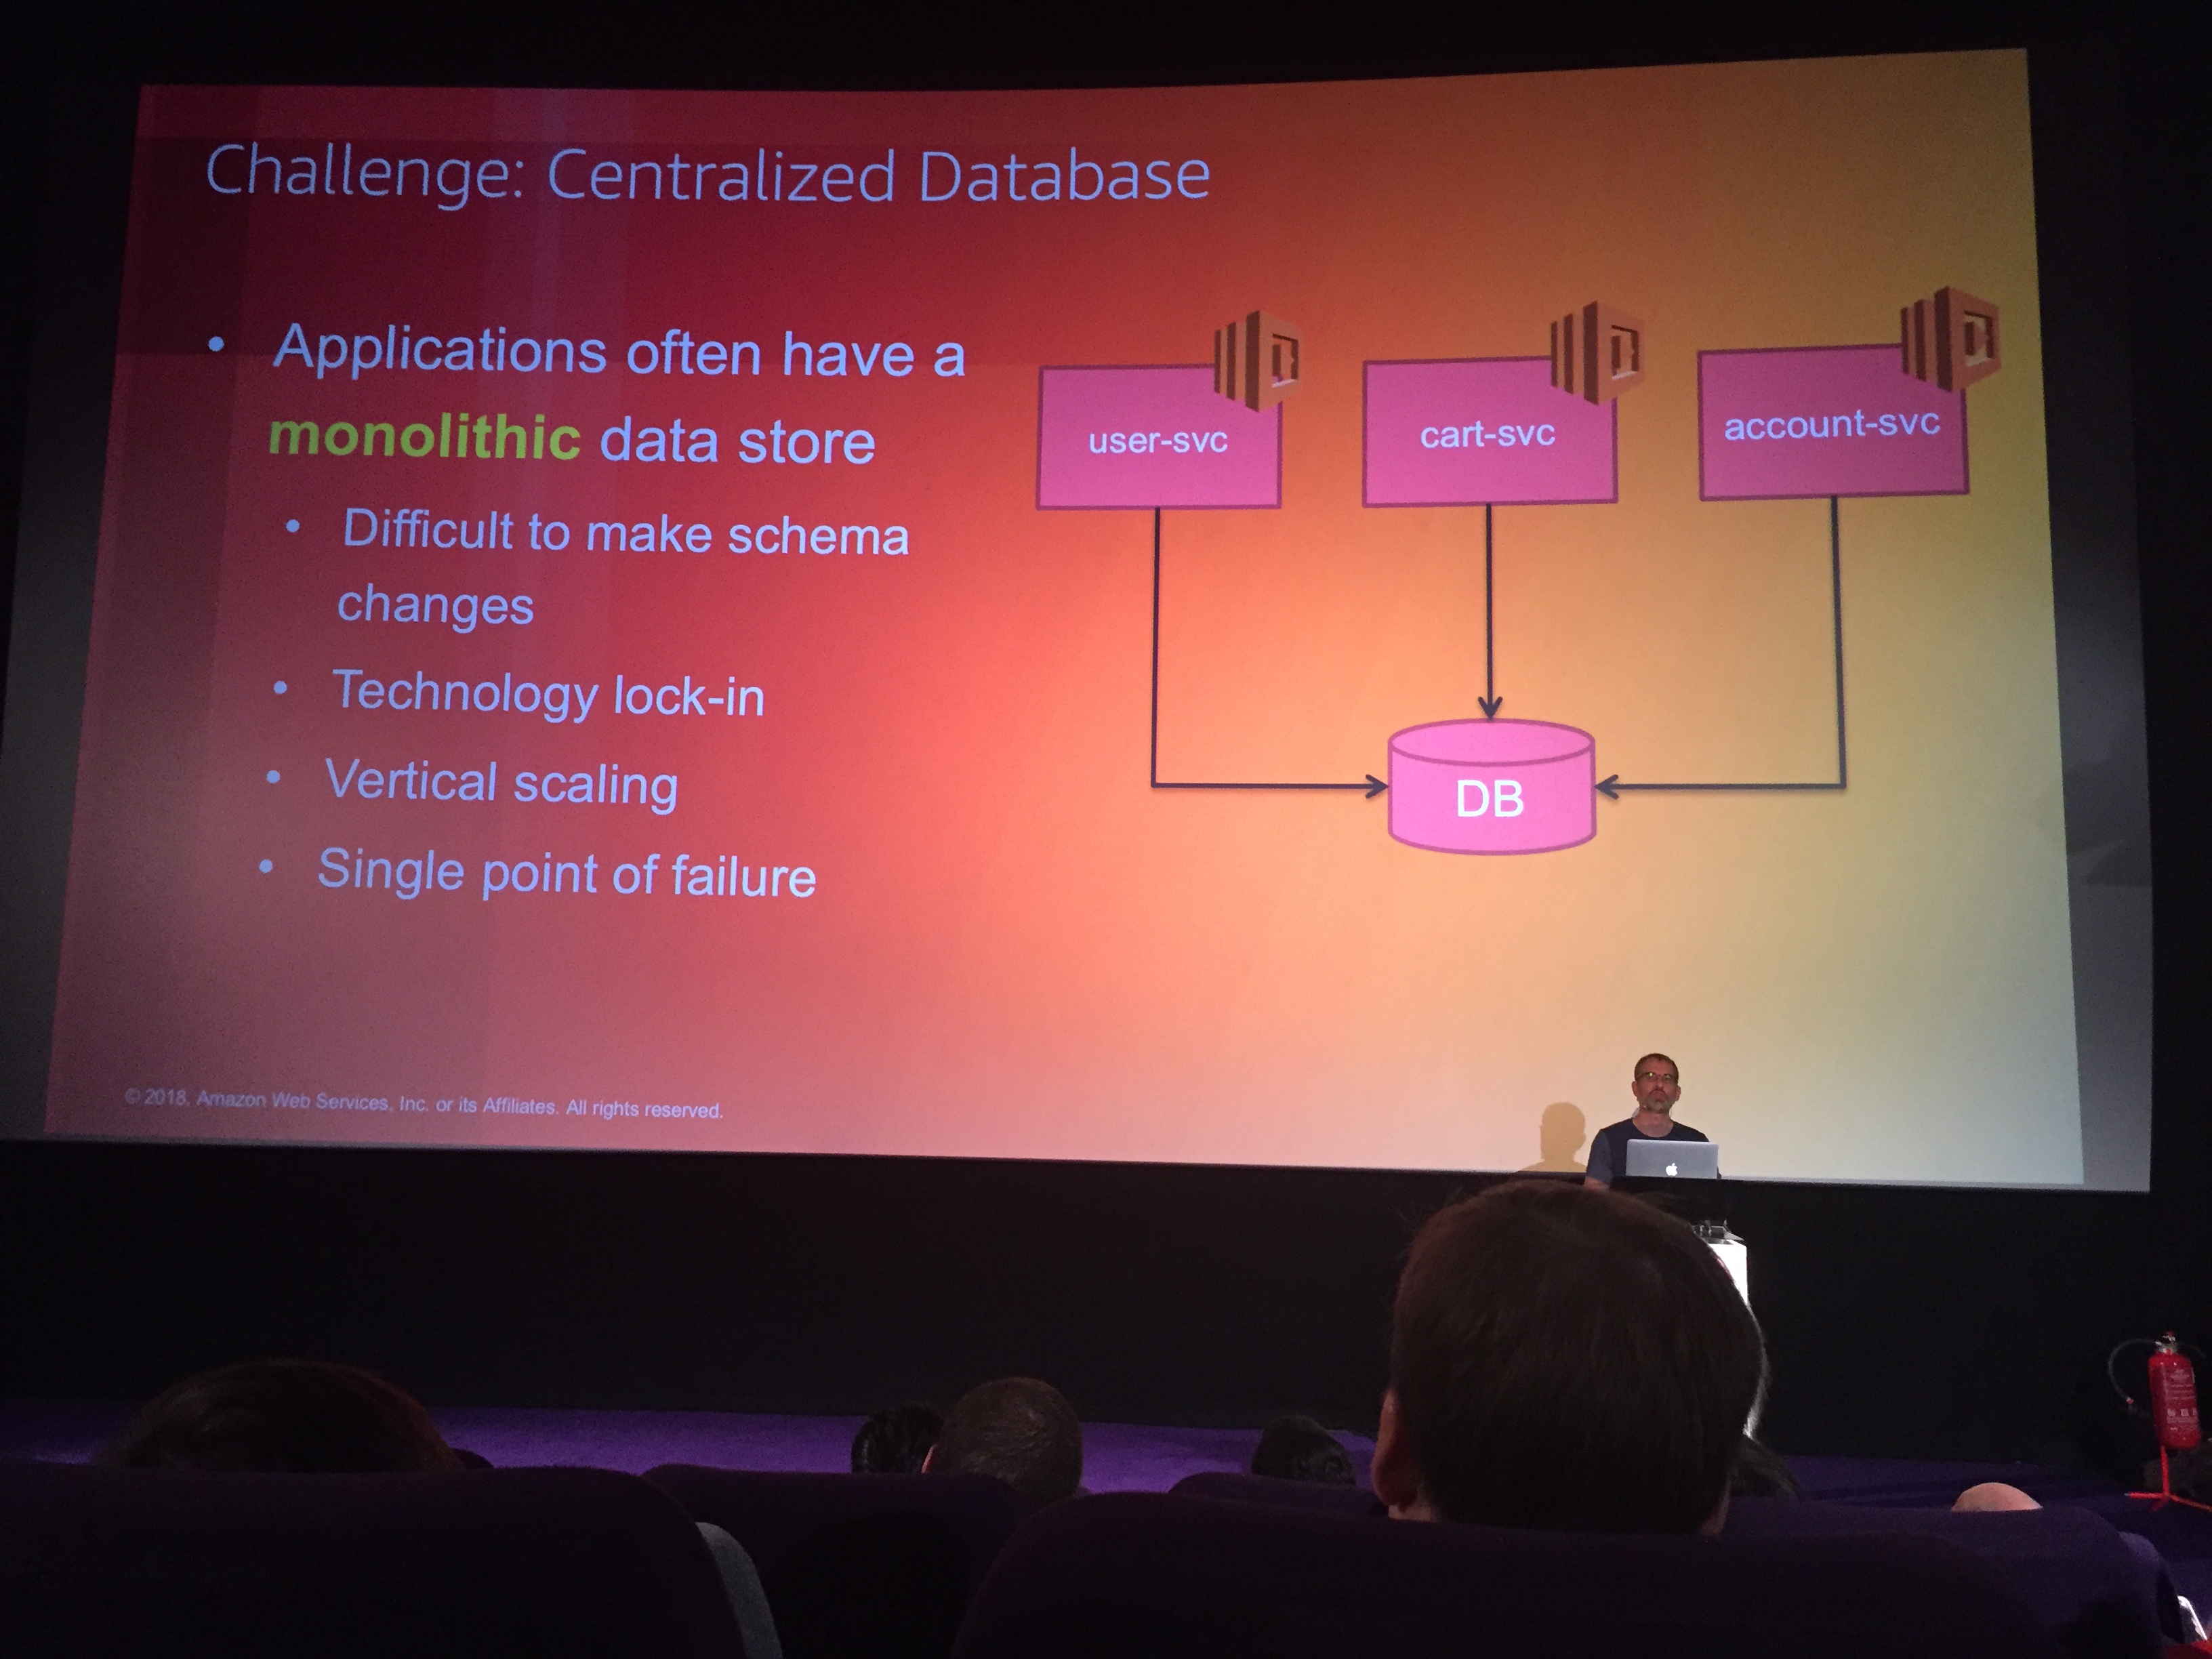 Challenge: Centralized Database
• Applications often have a
monolithic data store
• Difficult to make schema
changes
• Technology lock-in
• Vertical scaling
• Single point of failure
user-svc
cart-svc
account-svc
DB
© 2018, Amazon Web Services, Inc. or its Affiliates. All rights reserved.